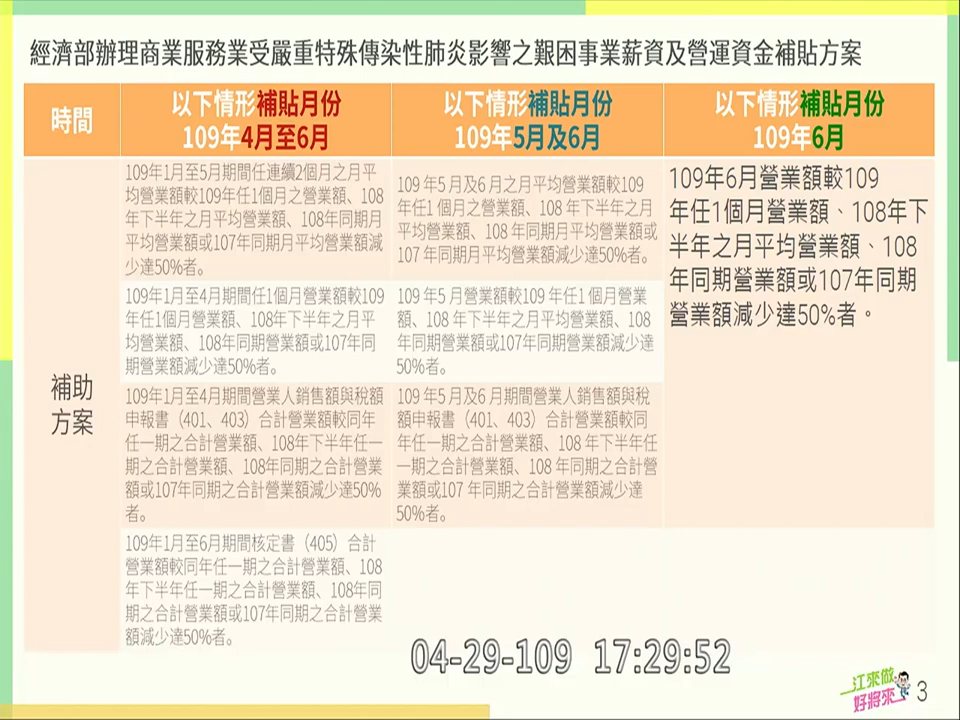 經濟部辦理商業服務業受嚴重特殊傳染性肺炎影響之艱困事業薪資及營運資金補貼方案
時間
以下情形補貼月份
109年4月至6月
以下情形補貼月份
109年5月及6月
以下情形補貼月份
109年6月
補助
方案
109年1月至5月期間任連續2個月之月平
均營業額較109年任1個月之營業額、108
年下半年之月平均營業額、108年同期月
平均營業額或107年同期月平均營業額減
少達50%者。
109 年5 月及6 月之月平均營業額較109
年任1 個月之營業額、108 年下半年之月
平均營業額、108 年同期月平均營業額或
107 年同期月平均營業額減少達50%者。
109年6月營業額較109
年任1個月營業額、108年下
半年之月平均營業額、108
年同期營業額或107年同期
營業額減少達50%者。
109年1月至4月期間任1個月營業額較109
年任1個月營業額、108年下半年之月平
均營業額、108年同期營業額或107年同
期營業額減少達50%者。
109 年5 月營業額較109 年任1 個月營業
額、108 年下半年之月平均營業額、108
年同期營業額或107年同期營業額減少達
50%者。
109年1月至4月期間營業人銷售額與稅額
申報書（401、403）合計營業額較同年
任一期之合計營業額、108年下半年任一
期之合計營業額、108年同期之合計營業
額或107年同期之合計營業額減少達50%
者。
109 年5 月及6 月期間營業人銷售額與稅
額申報書（401、403）合計營業額較同
年任一期之合計營業額、108 年下半年任
一期之合計營業額、108 年同期之合計營
業額或107 年同期之合計營業額減少達
50%者。
109年1月至6月期間核定書（405）合計
營業額較同年任一期之合計營業額、108
年下半年任一期之合計營業額、108年同
期之合計營業額或107年同期之合計營業
額減少達50%者。
04-29-109 17:29:52
江來做
好將來
3